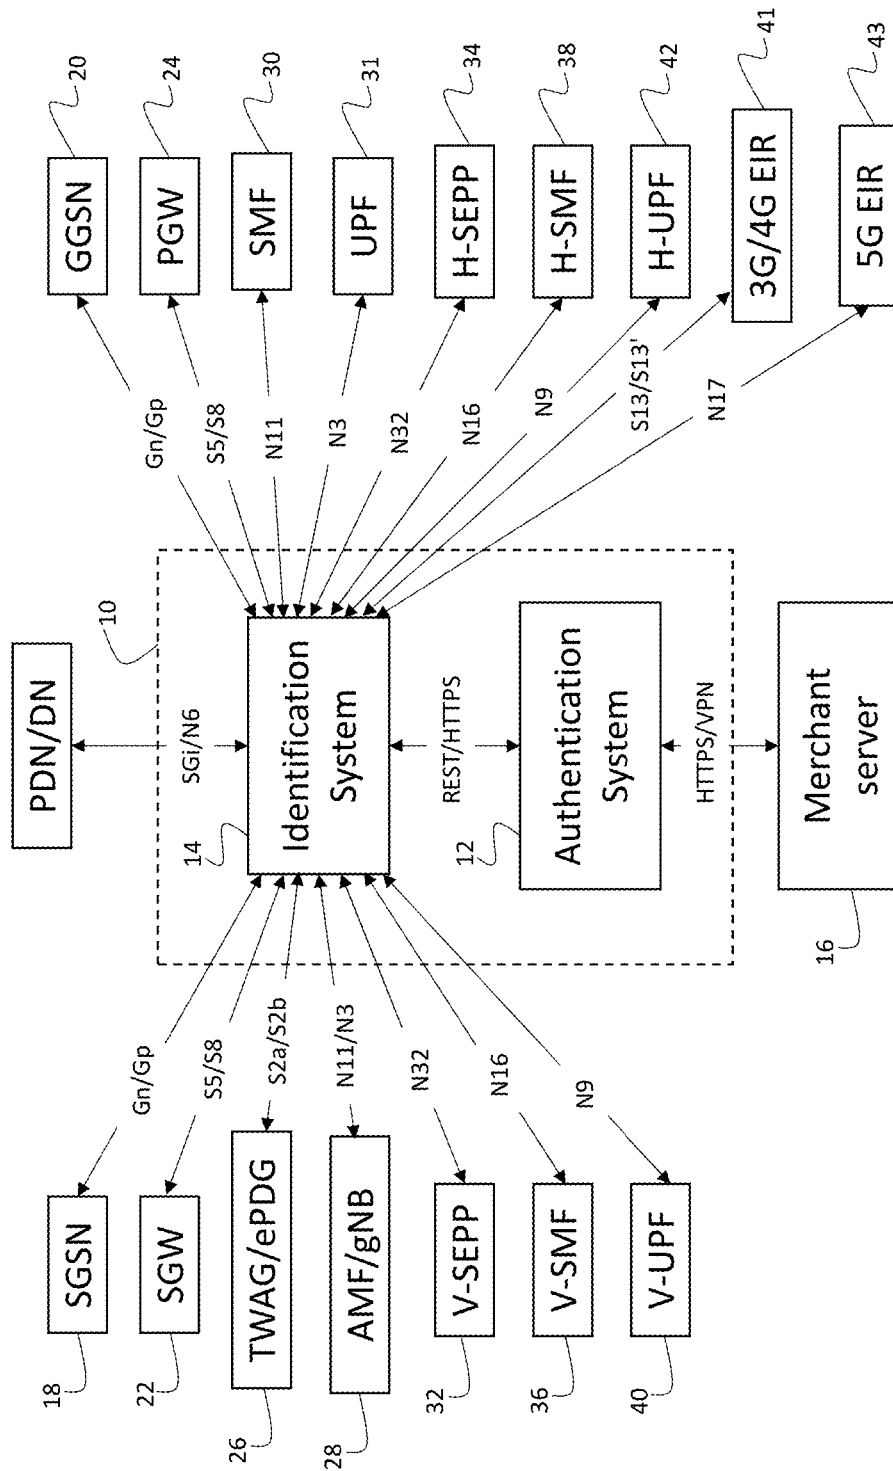 PDN/DN
10
SGi/N6
14
Identification
System
REST/HTTPS
12
Authentication
System
HTTPS/VPN
Merchant
server
16
18
SGSN
Gn/Gp
22
SGW
S5/S8
26
TWAG/ePDG
S2a/S2b
28
AMF/gNB
N11/N3
32
V-SEPP
N32
36
V-SMF
N16
40
V-UPF
N9
Gn/Gp
GGSN
20
S5/S8
PGW
24
N11
SMF
30
N3
UPF
31
N32
H-SEPP
34
N16
H-SMF
38
N9
H-UPF
42
S13/S13'
3G/4G EIR
41
N17
5G EIR
43